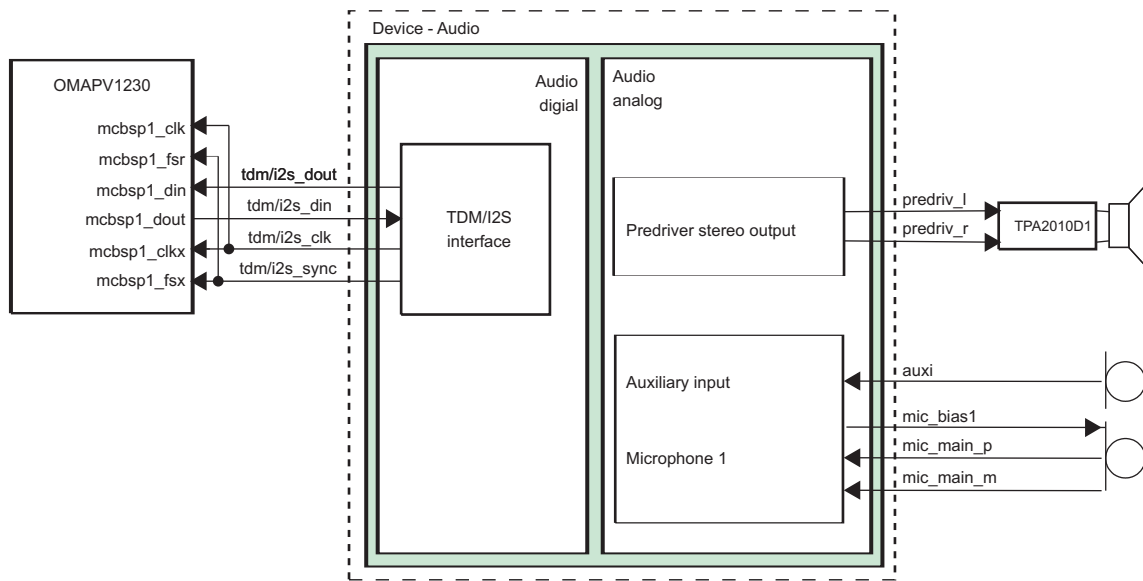 Device - Audio
OMAPV1230
mcbsp1_clk
mcbsp1_fsr
mcbsp1_din
mcbsp1_dout
mcbsp1_clkx
mcbsp1_fsx
tdm/i2s_dout
tdm/i2s_din
tdm/i2s_clk
tdm/i2s_sync
Audio
digial
TDM/I2S
interface
Audio
analog
Predriver stereo output
predriv_l
predriv_r
TPA2010D1
Auxiliary input
Microphone 1
auxi
mic_bias1
mic_main_p
mic_main_m